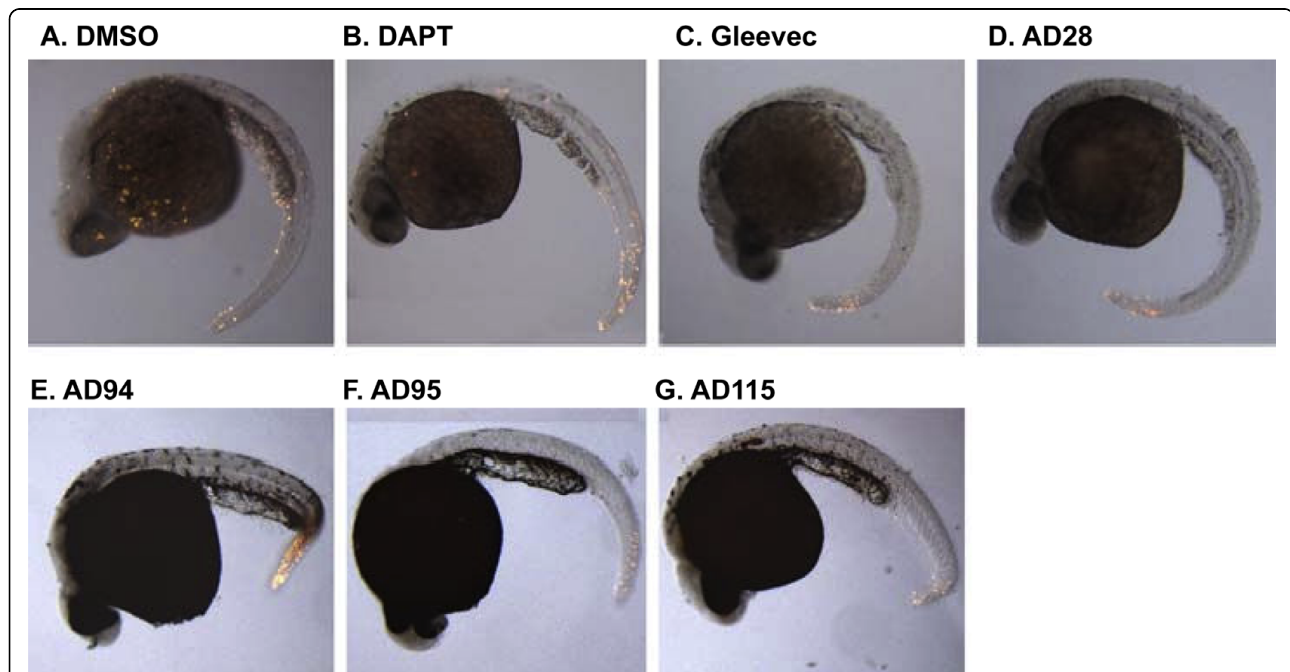 A. DMSO
B. DAPT
C. Gleevec
D. AD28
E. AD94
F. AD95
G. AD115